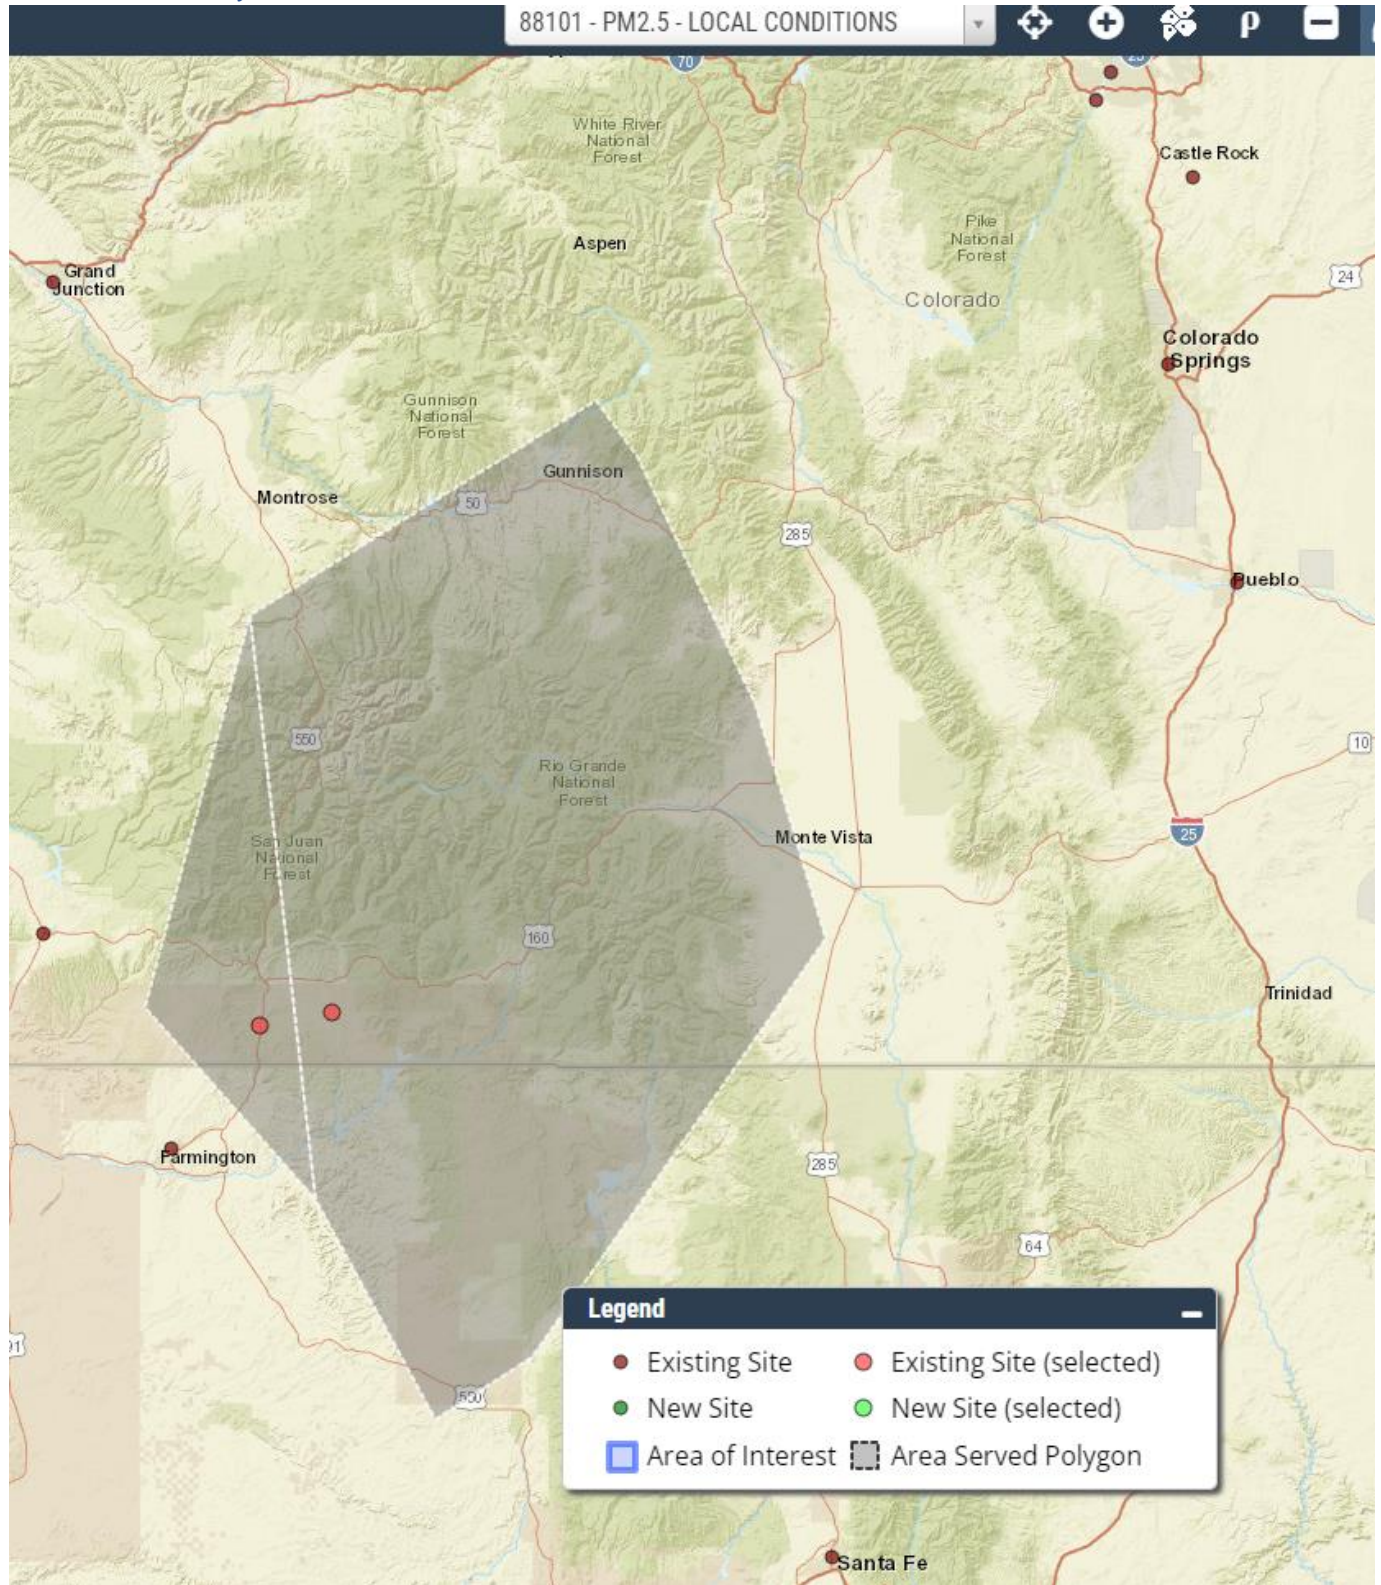 88101 - PM2.5 - LOCAL CONDITIONS
ρ
70
25
White River
National
Forest
Castle Rock
Pike
National
Forest
Aspen
Grand
Junction
24
Colorado
Colorado
Springs
Gunnison
National
Forest
Gunnison
Montrose
50
285
Pueblo
550
10
Rio Grande
National
Forest
San Juan
National
Forest
Monte Vista
25
160
Trinidad
Farmington
285
64
Legend
91
Existing Site
Existing Site (selected)
550
New Site
New Site (selected)
Area of Interest
Area Served Polygon
Santa Fe